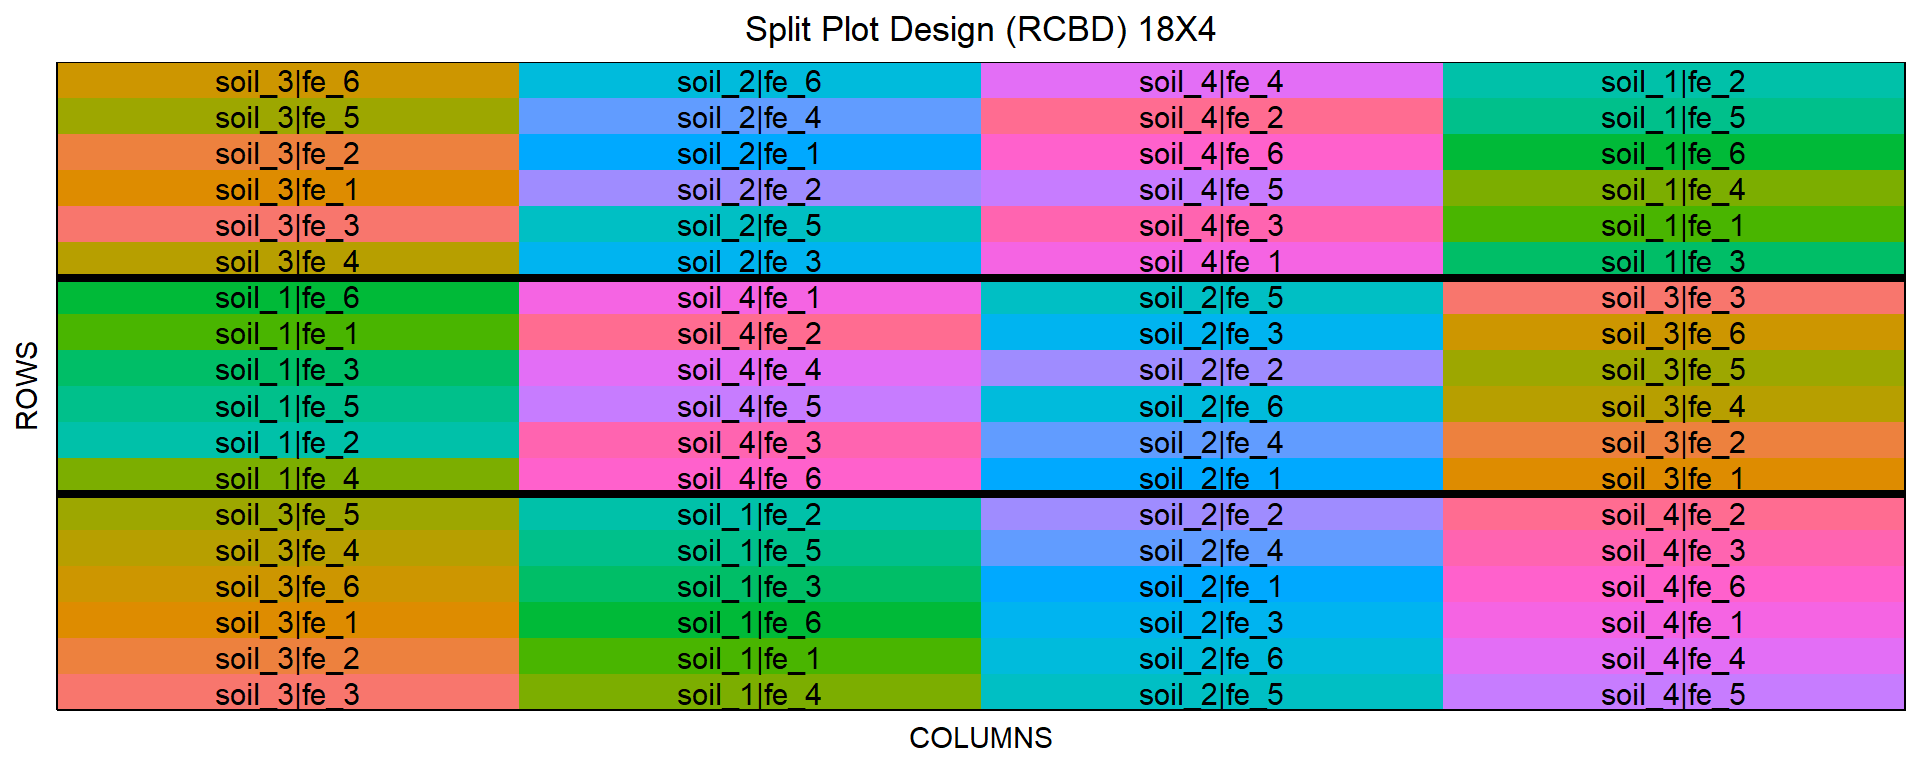 Split Plot Design (RCBD) 18X4
soil_3|fe_6 soil_2|fe_6 soil_4|fe_4 soil_1|fe_2
soil_3|fe_5 soil_2|fe_4 soil_4|fe_2 soil_1|fe_5
soil_3|fe_2 soil_2|fe_1 soil_4|fe_6 soil_1|fe_6
soil_3|fe_1 soil_2|fe_2 soil_4|fe_5 soil_1|fe_4
soil_3|fe_3 soil_2|fe_5 soil_4|fe_3 soil_1|fe_1
soil_3|fe_4 soil_2|fe_3 soil_4|fe_1 soil_1|fe_3
soil_1|fe_6 soil_4|fe_1 soil_2|fe_5 soil_3|fe_3
soil_1|fe_1 soil_4|fe_2 soil_2|fe_3 soil_3|fe_6
soil_1|fe_3 soil_4|fe_4 soil_2|fe_2 soil_3|fe_5
soil_1|fe_5 soil_4|fe_5 soil_2|fe_6 soil_3|fe_4
soil_1|fe_2 soil_4|fe_3 soil_2|fe_4 soil_3|fe_2
soil_1|fe_4 soil_4|fe_6 soil_2|fe_1 soil_3|fe_1
soil_3|fe_5 soil_1|fe_2 soil_2|fe_2 soil_4|fe_2
soil_3|fe_4 soil_1|fe_5 soil_2|fe_4 soil_4|fe_3
soil_3|fe_6 soil_1|fe_3 soil_2|fe_1 soil_4|fe_6
soil_3|fe_1 soil_1|fe_6 soil_2|fe_3 soil_4|fe_1
soil_3|fe_2 soil_1|fe_1 soil_2|fe_6 soil_4|fe_4
soil_3|fe_3 soil_1|fe_4 soil_2|fe_5 soil_4|fe_5
ROWS
COLUMNS